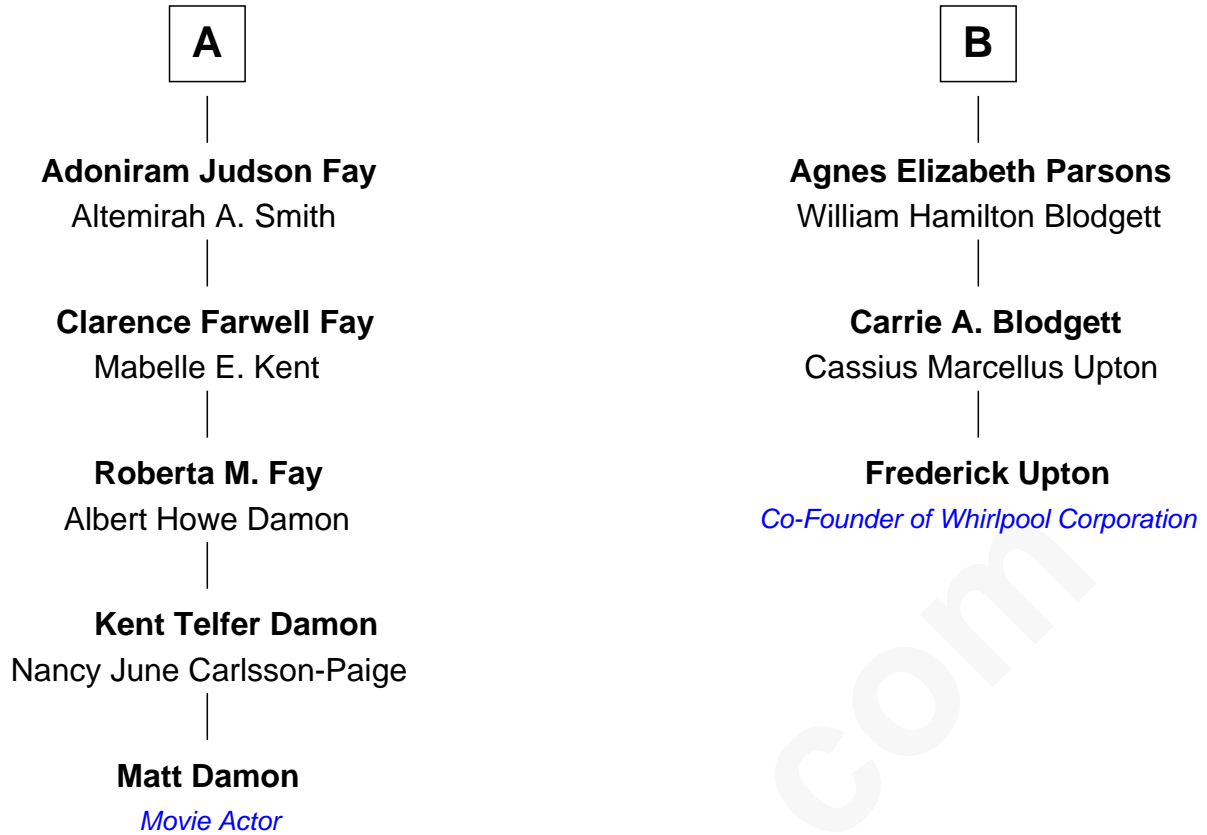 A
Adoniram Judson Fay
Altemirah A. Smith
Clarence Farwell Fay
Mabelle E. Kent
Roberta M. Fay
Albert Howe Damon
Kent Telfer Damon
Nancy June Carlsson-Paige
Matt Damon
Movie Actor
B
Agnes Elizabeth Parsons
William Hamilton Blodgett
Carrie A. Blodgett
Cassius Marcellus Upton
Frederick Upton
Co-Founder of Whirlpool Corporation
com